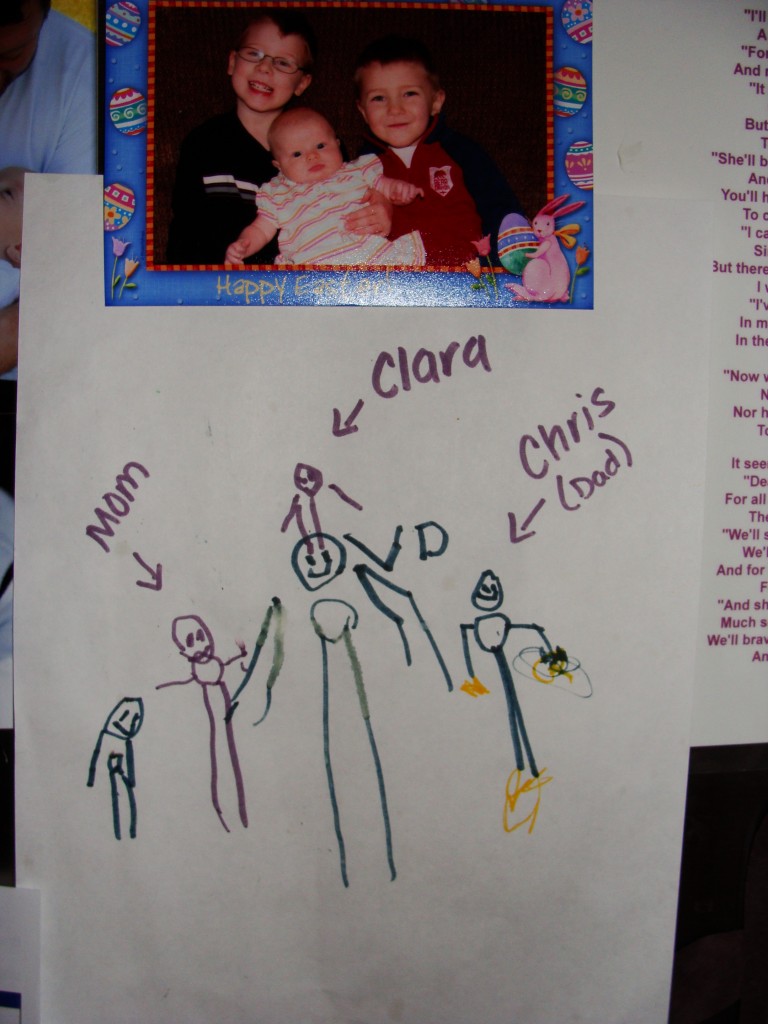 Happy Easter!
Clara
Chris
(Dad)
Mom
D
"I'll
A
"For
And
"It
But
T
"She'll b
And
You'll h
To
"I ca
Si
But there
I
"I'v
In m
In the
"Now
N
Nor h
To
It see
"De
For all
The
"We'll s
We'l
And for
F
"And sh
Much s
We'll brav
An